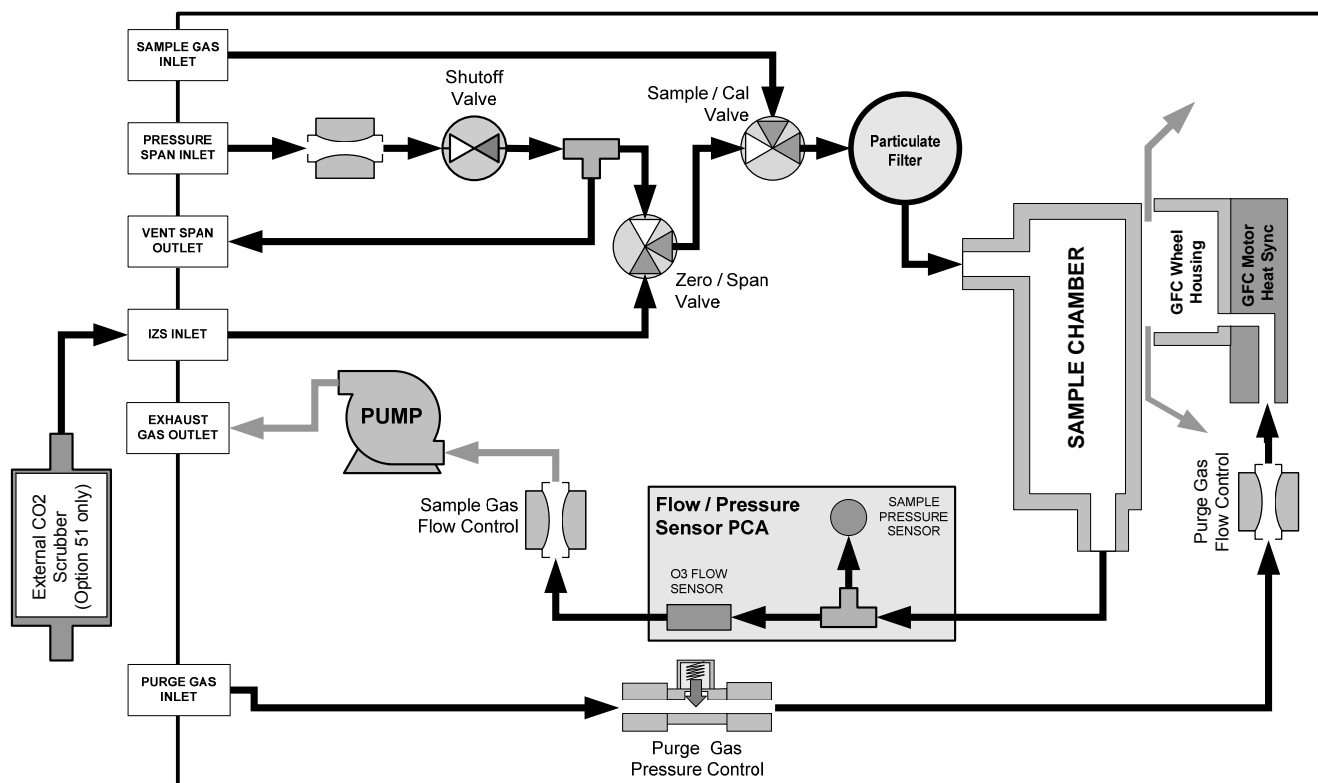 SAMPLE GAS
INLET
Shutoff
Valve
Sample / Cal
Valve
PRESSURE
SPAN INLET
Particulate
Filter
VENT SPAN
OUTLET
Zero / Span
Valve
SAMPLE CHAMBER
GFC Wheel
Housing
GFC Motor
Heat Sync
IZS INLET
EXHAUST
GAS OUTLET
PUMP
External CO2
Scrubber
(Option 51 only)
Sample Gas
Flow Control
Flow / Pressure
Sensor PCA
SAMPLE
PRESSURE
SENSOR
O3 FLOW
SENSOR
Purge Gas
Flow Control
PURGE GAS
INLET
Purge Gas
Pressure Control